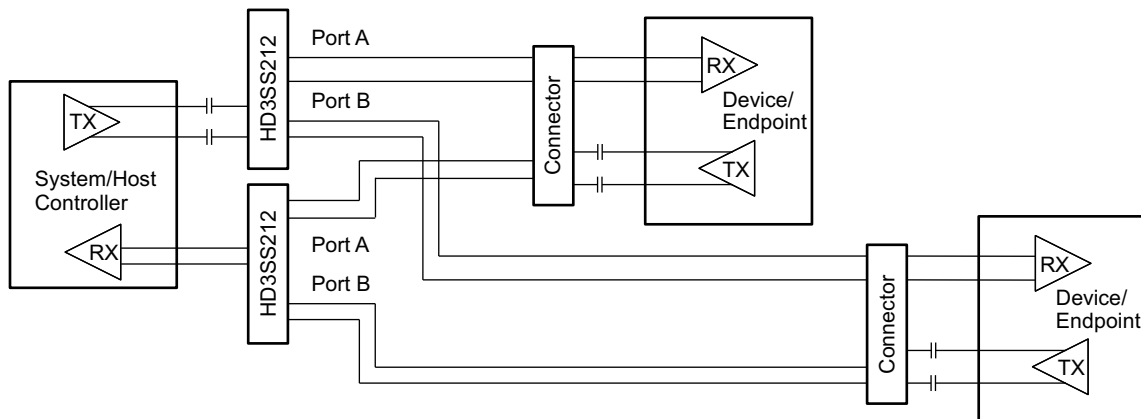 TX
System/Host
Controller
RX
HD3SS212
Port A
Port B
HD3SS212
Port A
Port B
Connector
RX
Device/
Endpoint
TX
Connector
RX
Device/
Endpoint
TX